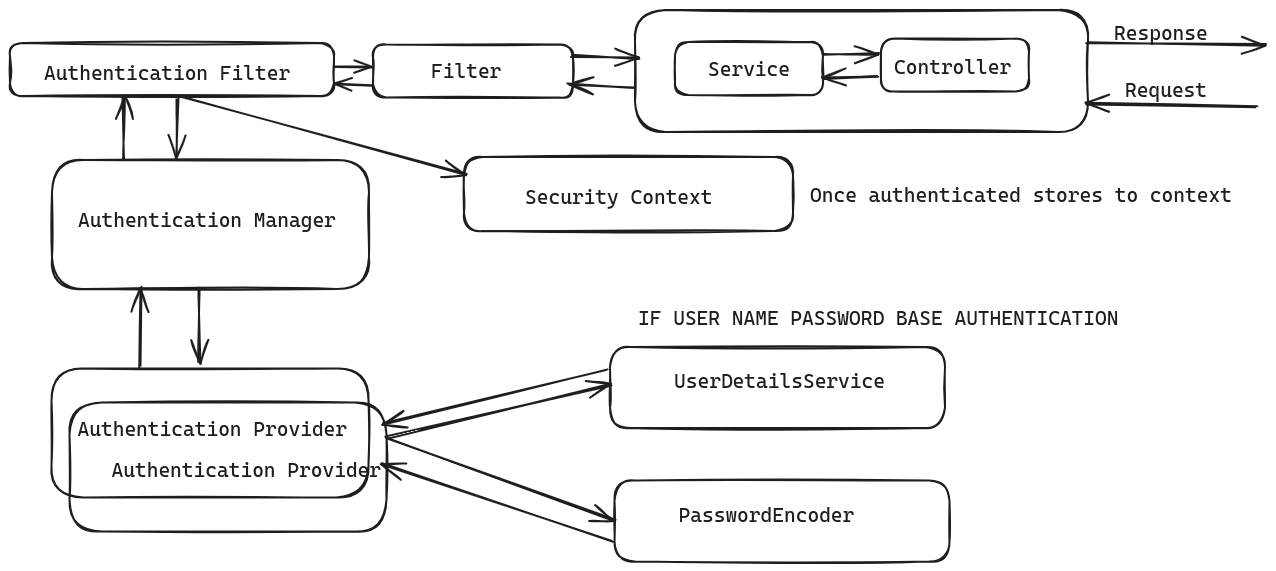 Response
Authentication Filter
Filter
Service
Controller
Request
Security Context
Once authenticated stores to context
Authentication Manager
IF USER NAME PASSWORD BASE AUTHENTICATION
UserDetailsService
Authentication Provider
Authentication Provider
PasswordEncoder